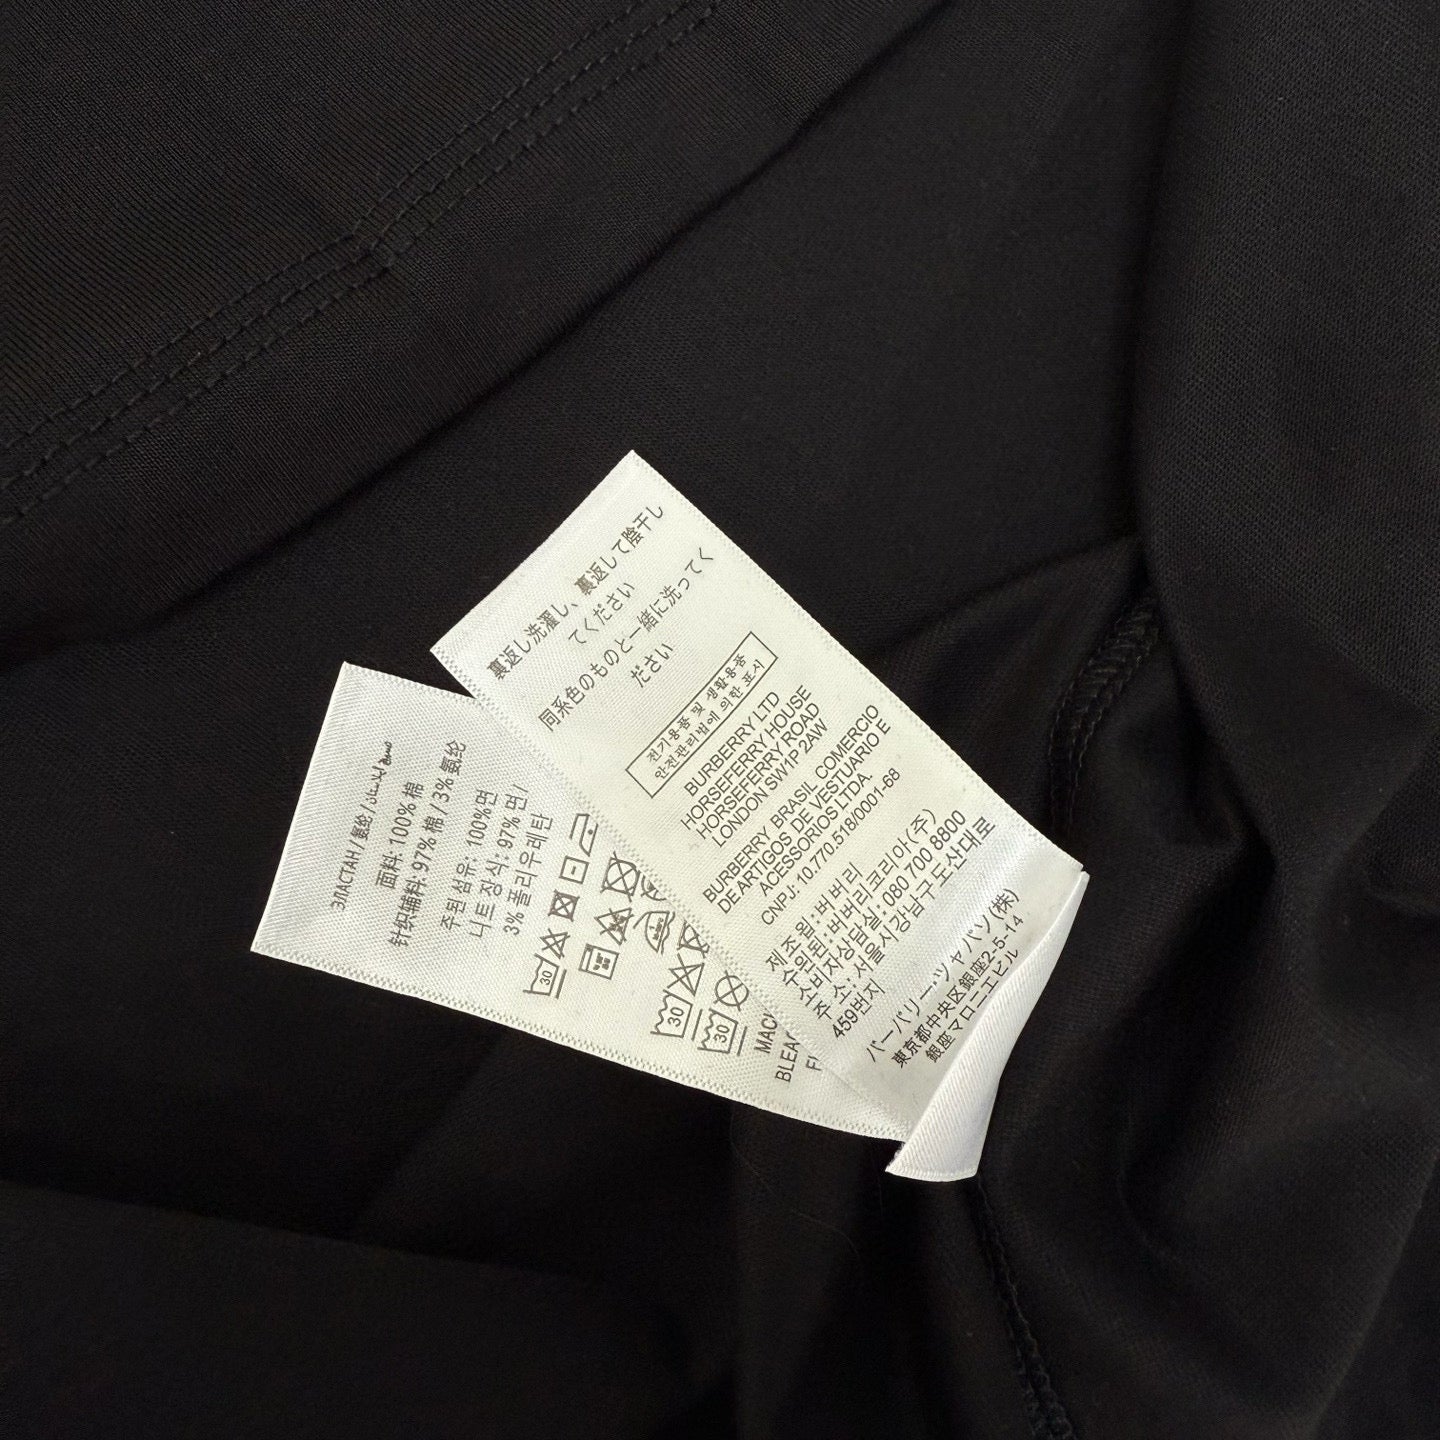 裏返し洗濯し、裏返して陰干し
てください
同系色のものと一緒に洗ってく
ださい
전기용품 및 생활용품
안전관리법에 의한 표시
BURBERRY LTD
HORSEFERRY HOUSE
HORSEFERRY ROAD
LONDON SW1P 2AW
BURBERRY BRASIL COMERCIO
DE ARTIGOS DE VESTUARIO E
ACESSORIOS LTDA.
CNPJ: 10.770.518/0001-68
제조원: 버버리
수입원: 버버리코리아(주)
소비자상담실: 080 700 8800
주 소: 서울시강남구도산대로
459번지
バーバリー・ジャパン(株)
東京都中央区銀座2-5-14
銀座マロニエビル
ЭЛАСТАН / 氨纶 /
面料: 100% 棉
针织辅料: 97% 棉 / 3% 氨纶
주된섬유: 100%면
니트장식: 97% 면/
3% 폴리우레탄
30
30
30
BLEAC